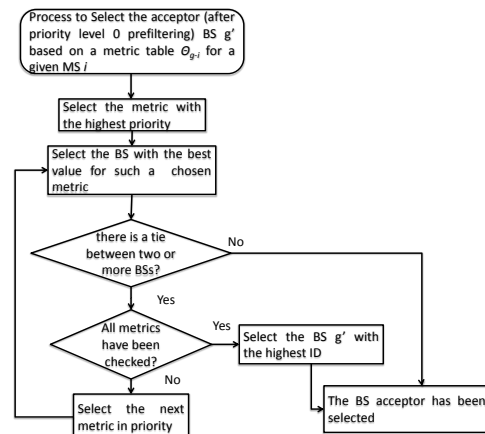 Process to Select the acceptor (after
priority level 0 prefiltering) BS g'
based on a metric table Θg-i for a
given MS i
Select the metric with
the highest priority
Select the BS with the best
value for such a chosen
metric
there is a tie
between two or
more BSs?
No
Yes
All metrics
have been
checked?
Yes
Select the BS g' with
the highest ID
No
Select the next
metric in priority
The BS acceptor has been
selected